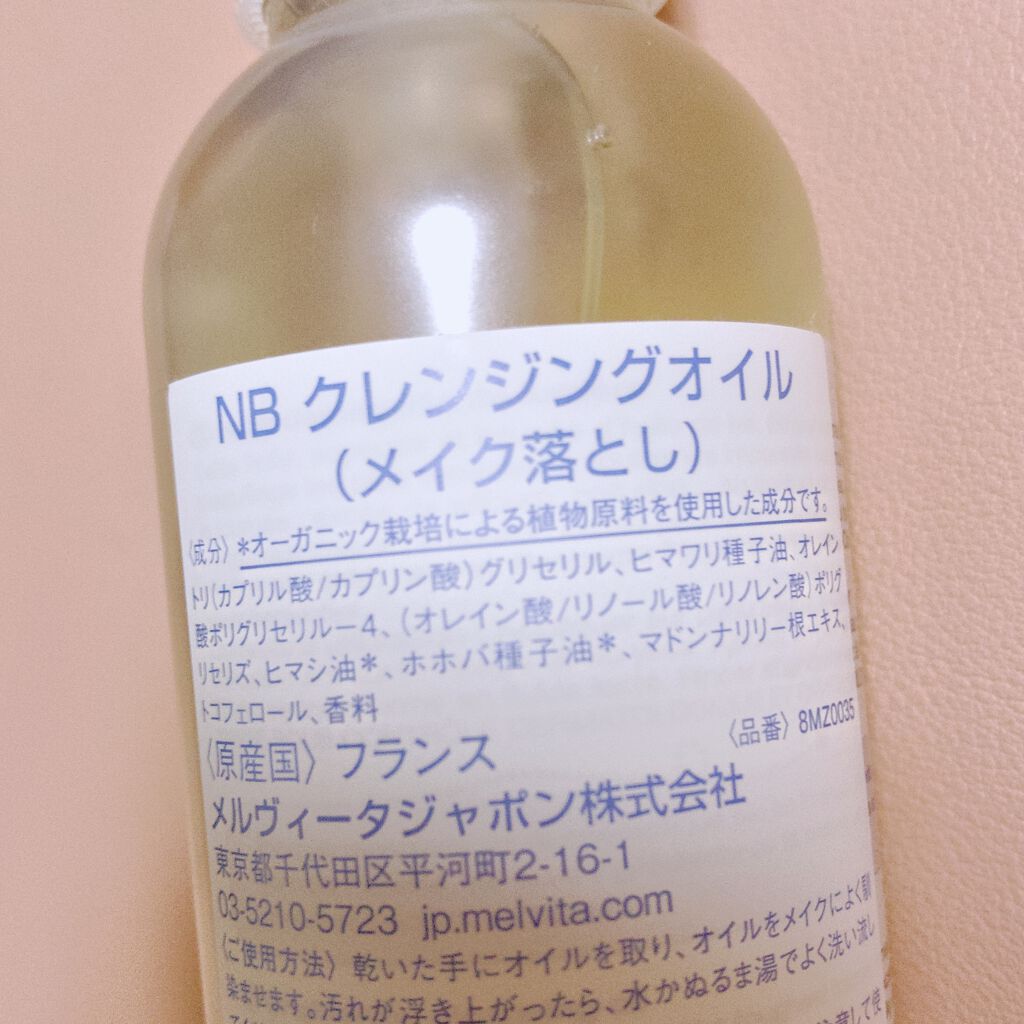 NB クレンジングオイル
(メイク落とし)
〈成分〉*オーガニック栽培による植物原料を使用した成分です。
トリ(カプリル酸/カプリン酸)グリセリル、ヒマワリ種子油、オレイン
酸ポリグリセリル－4、(オレイン酸/リノール酸/リノレン酸)ポリグ
リセリズ、ヒマシ油*、ホホバ種子油*、マドンナリリー根エキス、
トコフェロール、香料
〈品番〉8MZ0035
〈原産国〉フランス
メルヴィータジャポン株式会社
東京都千代田区平河町2-16-1
03-5210-5723 jp.melvita.com
〈ご使用方法〉乾いた手にオイルを取り、オイルをメイクによく馴
染ませます。汚れが浮き上がったら、水かぬるま湯でよく洗い流し